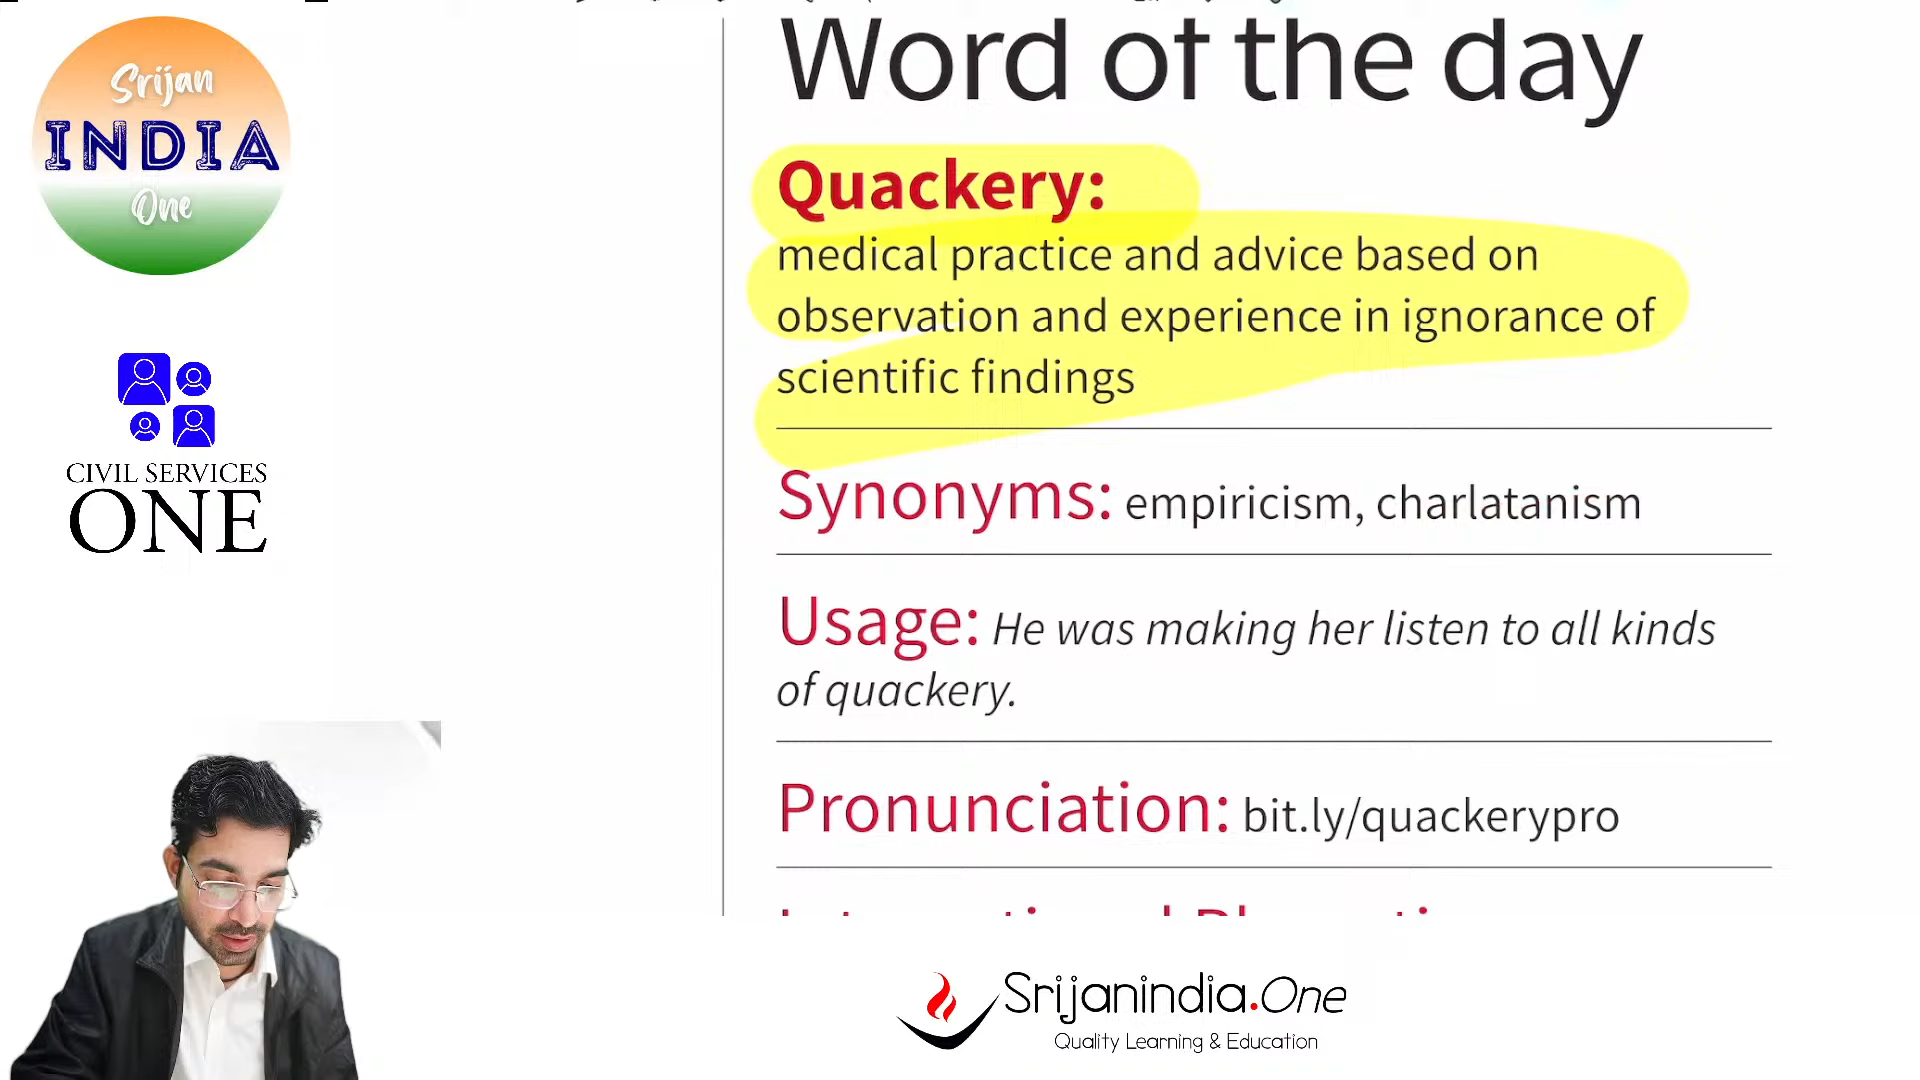 Srijan
INDIA
One
CIVIL SERVICES
ONE
Word of the day
Quackery:
medical practice and advice based on
observation and experience in ignorance of
scientific findings
Synonyms: empiricism, charlatanism
Usage: He was making her listen to all kinds
of quackery.
Pronunciation: bit.ly/quackerypro
Srijanindia.One
Quality Learning & Education